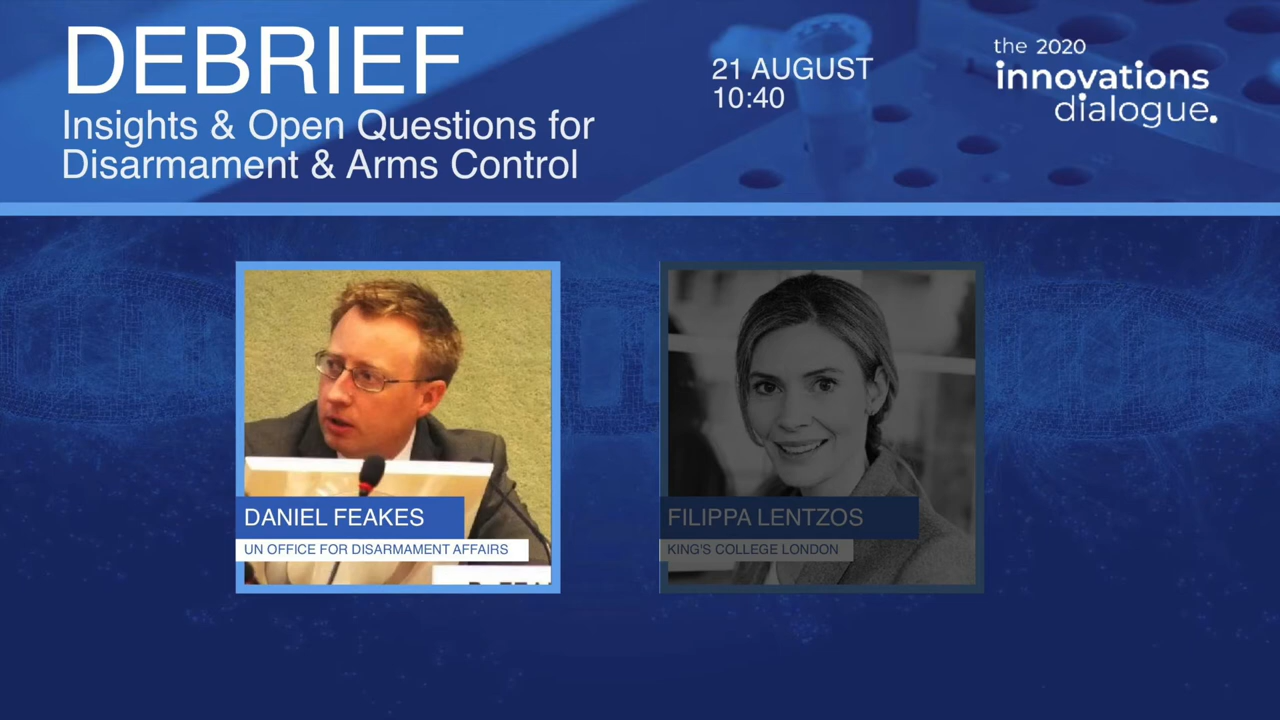 DEBRIEF
Insights & Open Questions for
Disarmament & Arms Control
21 AUGUST
10:40
the 2020
innovations
dialogue.
DANIEL FEAKES
UN OFFICE FOR DISARMAMENT AFFAIRS
FILIPPA LENTZOS
KING'S COLLEGE LONDON